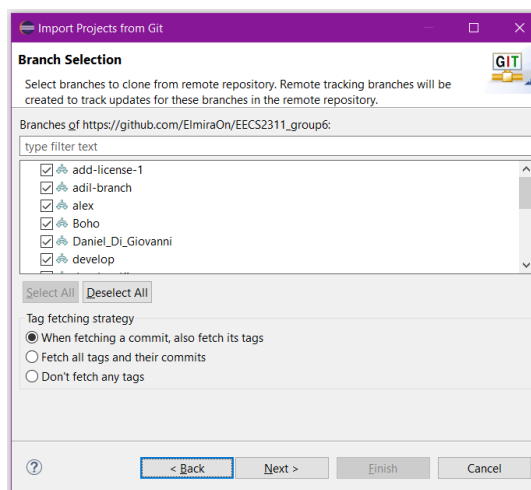 Import Projects from Git
Branch Selection
GIT
Select branches to clone from remote repository. Remote tracking branches will be
created to track updates for these branches in the remote repository.
Branches of https://github.com/ElmiraOn/EECS2311_group6:
type filter text
add-license-1
adil-branch
alex
Boho
Daniel_Di_Giovanni
develop
Select All Deselect All
Tag fetching strategy
When fetching a commit, also fetch its tags
Fetch all tags and their commits
Don't fetch any tags
? < Back Next > Finish Cancel